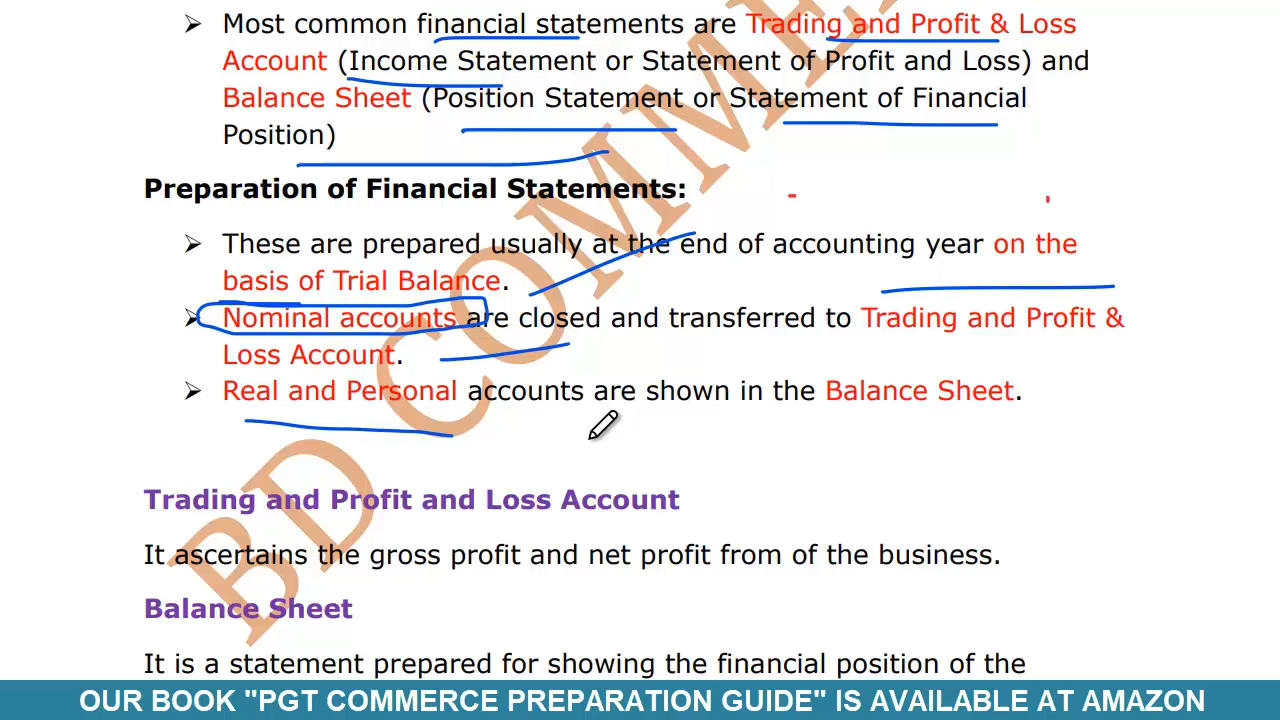 ➢ Most common financial statements are Trading and Profit & Loss
Account (Income Statement or Statement of Profit and Loss) and
Balance Sheet (Position Statement or Statement of Financial
Position)
Preparation of Financial Statements:
➢ These are prepared usually at the end of accounting year on the
basis of Trial Balance.
➢ Nominal accounts are closed and transferred to Trading and Profit &
Loss Account.
➢ Real and Personal accounts are shown in the Balance Sheet.
Trading and Profit and Loss Account
It ascertains the gross profit and net profit from of the business.
Balance Sheet
It is a statement prepared for showing the financial position of the
OUR BOOK "PGT COMMERCE PREPARATION GUIDE" IS AVAILABLE AT AMAZON
BD COMME